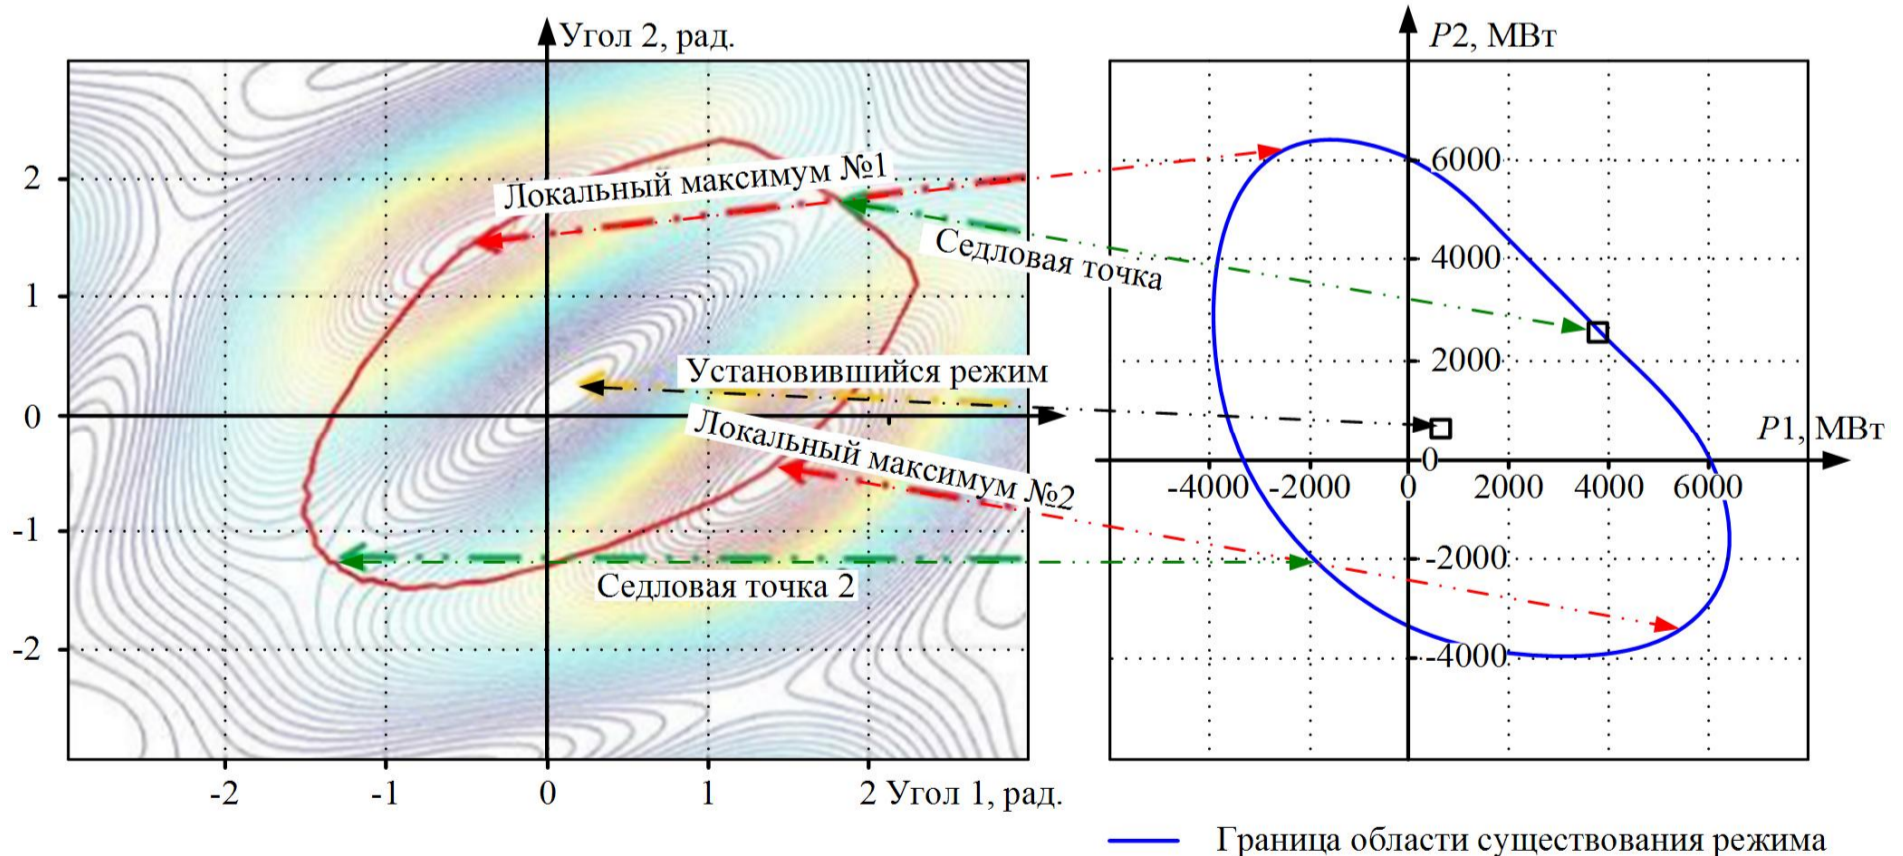 Угол 2, рад.
P2, МВт
2
1
0
-1
-2
Локальный максимум №1
Седловая точка
Установившийся режим
Локальный максимум №2
Седловая точка 2
-2
-1
0
1
2
Угол 1, рад.
6000
4000
2000
0
-2000
-4000
P1, МВт
-4000
-2000
0
2000
4000
6000
Граница области существования режима